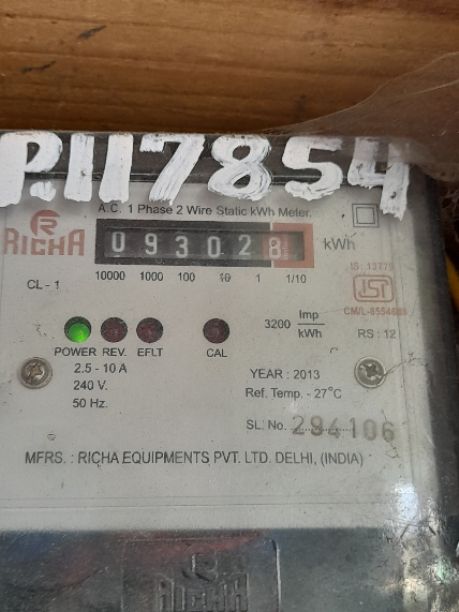 P.117854
A.C. 1 Phase 2 Wire Static kWh Meter.
RICHA
093028 kWh
10000 1000 100 10 1 1/10
CL - 1
IS : 13779
ISI
3200 Imp/kWh
RS : 12
POWER REV. EFLT CAL
2.5 - 10 A
240 V.
50 Hz.
YEAR : 2013
Ref. Temp. - 27°C
SL. No. 294106
MFRS. : RICHA EQUIPMENTS PVT. LTD. DELHI, (INDIA)
RICHA